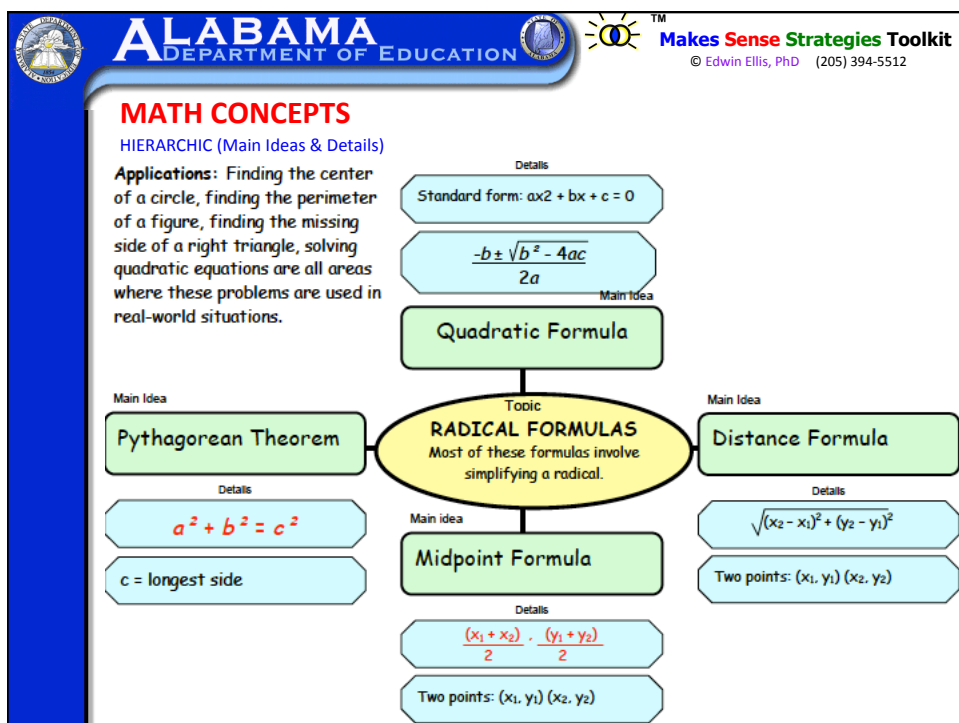 ALABAMA
DEPARTMENT OF EDUCATION
TM
Makes Sense Strategies Toolkit
© Edwin Ellis, PhD (205) 394-5512
MATH CONCEPTS
HIERARCHIC (Main Ideas & Details)
Applications: Finding the center
of a circle, finding the perimeter
of a figure, finding the missing
side of a right triangle, solving
quadratic equations are all areas
where these problems are used in
real-world situations.
Details
Standard form: ax2 + bx + c = 0
-b ± √b² - 4ac
2a
Main Idea
Quadratic Formula
Main Idea
Pythagorean Theorem
Details
a² + b² = c²
c = longest side
Topic
RADICAL FORMULAS
Most of these formulas involve
simplifying a radical.
Main Idea
Distance Formula
Details
√(x₂ – x₁)² + (y₂ – y₁)²
Two points: (x₁, y₁) (x₂, y₂)
Main idea
Midpoint Formula
Details
(x₁ + x₂) , (y₁ + y₂)
2 2
Two points: (x₁, y₁) (x₂, y₂)